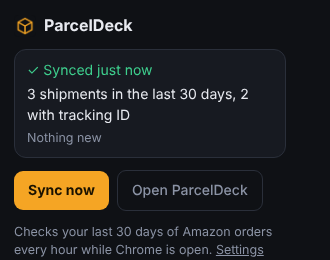 ParcelDeck
✓ Synced just now
3 shipments in the last 30 days, 2
with tracking ID
Nothing new
Sync now
Open ParcelDeck
Checks your last 30 days of Amazon orders
every hour while Chrome is open. Settings